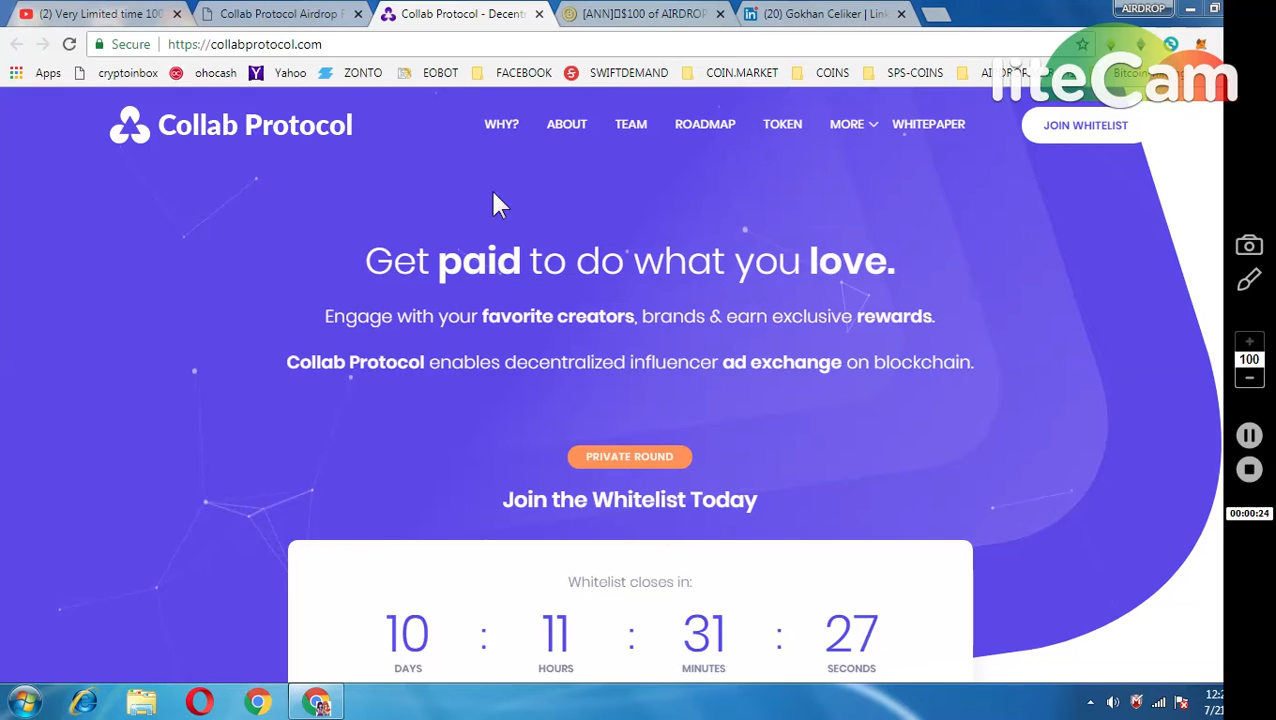 (2) Very Limited time 100
Collab Protocol Airdrop F
Collab Protocol - Decentr
[ANN] $100 of AIRDROP
(20) Gokhan Celiker | Link
AIRDROP
Secure
https://collabprotocol.com
Apps
cryptoinbox
ohocash
Yahoo
ZONTO
EOBOT
FACEBOOK
SWIFTDEMAND
COIN.MARKET
COINS
SPS-COINS
liteCam
Collab Protocol
WHY?
ABOUT
TEAM
ROADMAP
TOKEN
MORE
WHITEPAPER
JOIN WHITELIST
Get paid to do what you love.
Engage with your favorite creators, brands & earn exclusive rewards.
Collab Protocol enables decentralized influencer ad exchange on blockchain.
PRIVATE ROUND
Join the Whitelist Today
Whitelist closes in:
10 : 11 : 31 : 27
DAYS HOURS MINUTES SECONDS
100
00:00:24